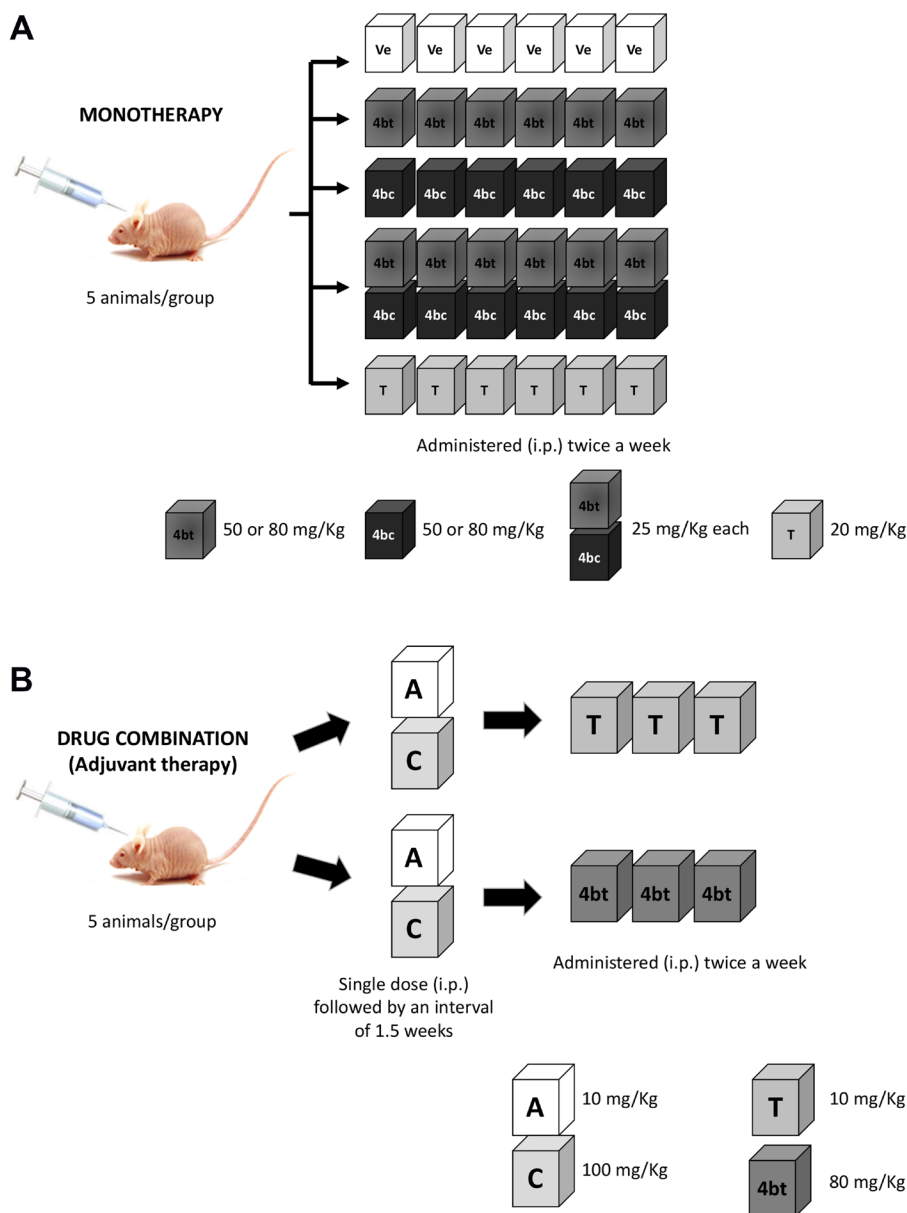 A
MONOTHERAPY
5 animals/group
Ve Ve Ve Ve Ve Ve
4bt 4bt 4bt 4bt 4bt 4bt
4bc 4bc 4bc 4bc 4bc 4bc
4bt 4bt 4bt 4bt 4bt 4bt
4bc 4bc 4bc 4bc 4bc 4bc
T T T T T T
Administered (i.p.) twice a week
4bt 50 or 80 mg/Kg
4bc 50 or 80 mg/Kg
4bt
4bc
25 mg/Kg each
T 20 mg/Kg
B
DRUG COMBINATION
(Adjuvant therapy)
5 animals/group
A
C
T T T
A
C
4bt 4bt 4bt
Single dose (i.p.)
followed by an interval
of 1.5 weeks
Administered (i.p.) twice a week
A 10 mg/Kg
C 100 mg/Kg
T 10 mg/Kg
4bt 80 mg/Kg